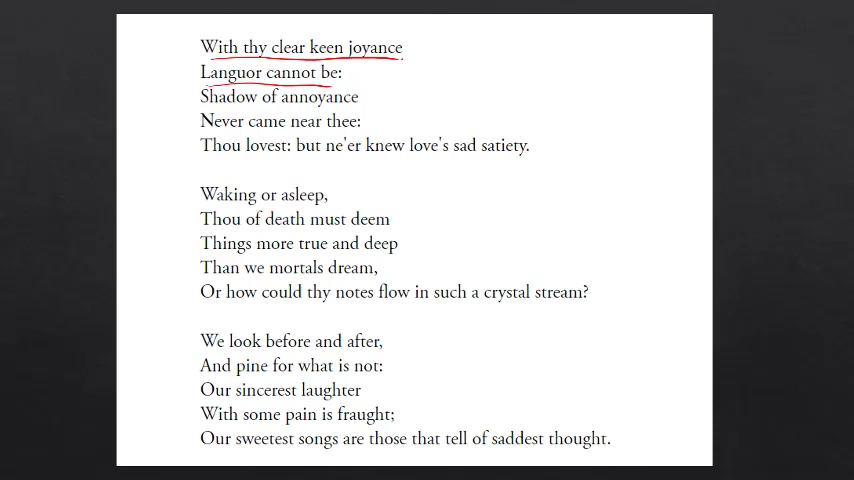 With thy clear keen joyance
Languor cannot be:
Shadow of annoyance
Never came near thee:
Thou lovest: but ne'er knew love's sad satiety.
Waking or asleep,
Thou of death must deem
Things more true and deep
Than we mortals dream,
Or how could thy notes flow in such a crystal stream?
We look before and after,
And pine for what is not:
Our sincerest laughter
With some pain is fraught;
Our sweetest songs are those that tell of saddest thought.